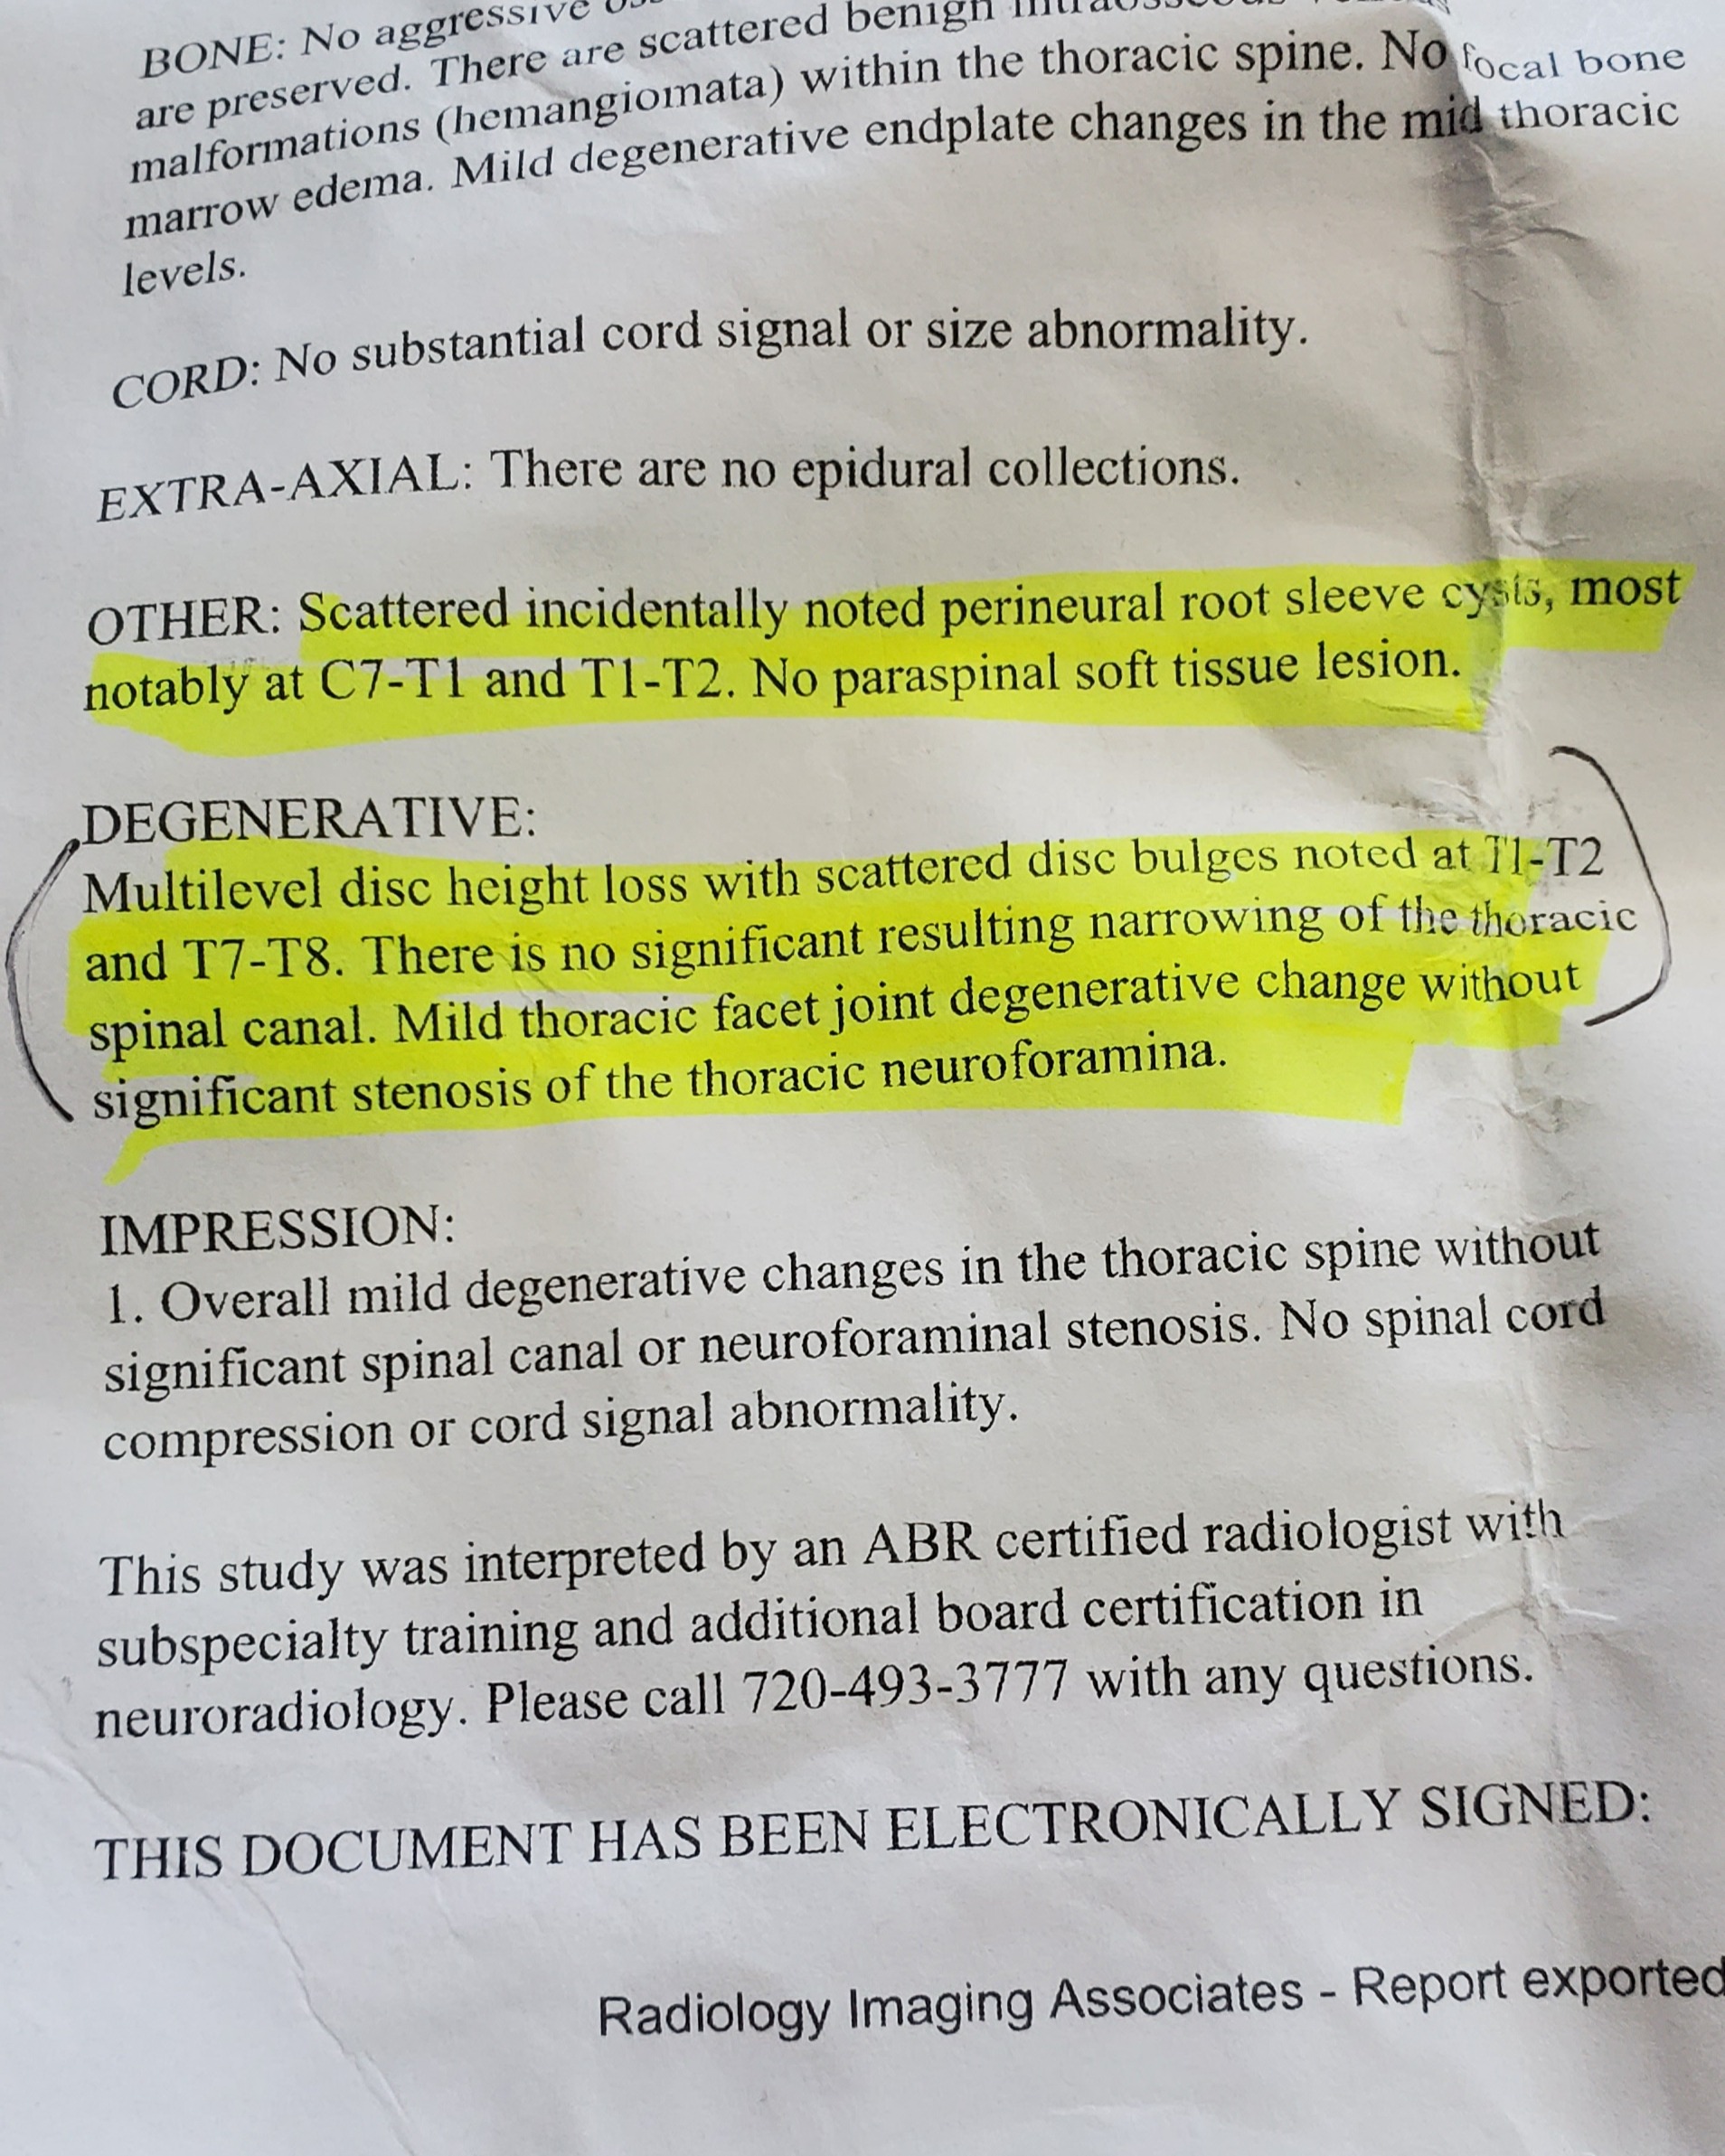 BONE: No aggressive
are preserved. There are scattered benign
malformations (hemangiomata) within the thoracic spine. No focal bone
marrow edema. Mild degenerative endplate changes in the mid thoracic
levels.
CORD: No substantial cord signal or size abnormality.
EXTRA-AXIAL: There are no epidural collections.
OTHER: Scattered incidentally noted perineural root sleeve cysts, most
notably at C7-T1 and T1-T2. No paraspinal soft tissue lesion.
DEGENERATIVE:
Multilevel disc height loss with scattered disc bulges noted at T1-T2
and T7-T8. There is no significant resulting narrowing of the thoracic
spinal canal. Mild thoracic facet joint degenerative change without
significant stenosis of the thoracic neuroforamina.
IMPRESSION:
1. Overall mild degenerative changes in the thoracic spine without
significant spinal canal or neuroforaminal stenosis. No spinal cord
compression or cord signal abnormality.
This study was interpreted by an ABR certified radiologist with
subspecialty training and additional board certification in
neuroradiology. Please call 720-493-3777 with any questions.
THIS DOCUMENT HAS BEEN ELECTRONICALLY SIGNED:
Radiology Imaging Associates - Report exported